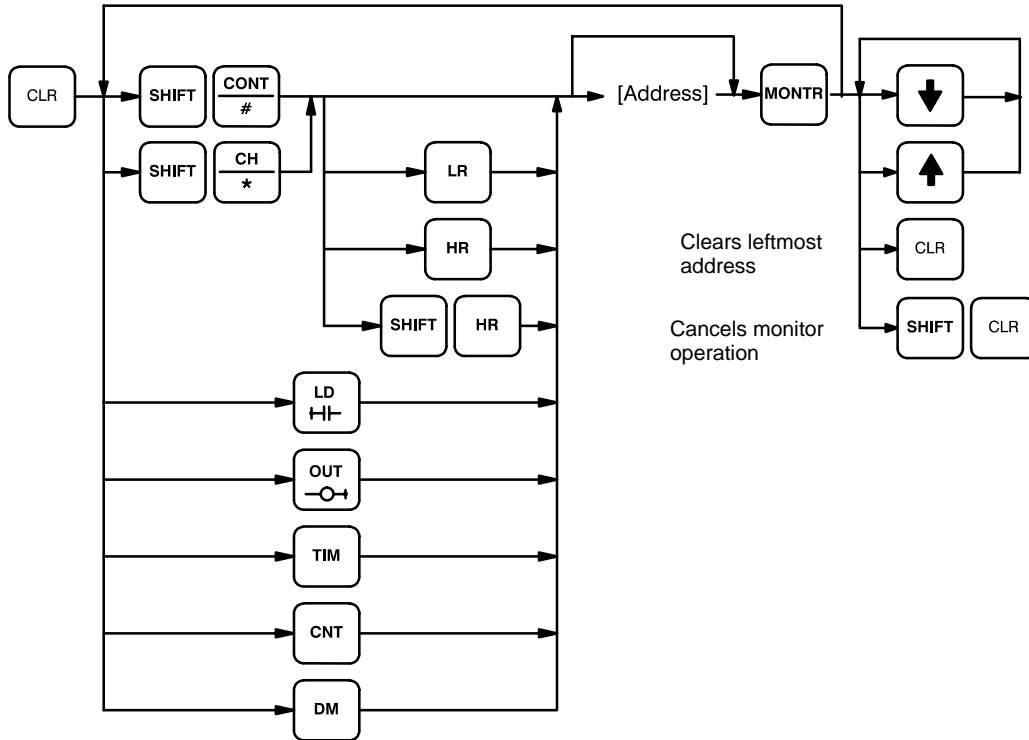 CLR
SHIFT
CONT
#
[Address]
MONTR
SHIFT
CH
*
LR
HR
Clears leftmost
address
CLR
SHIFT
HR
Cancels monitor
operation
SHIFT
CLR
LD
OUT
TIM
CNT
DM